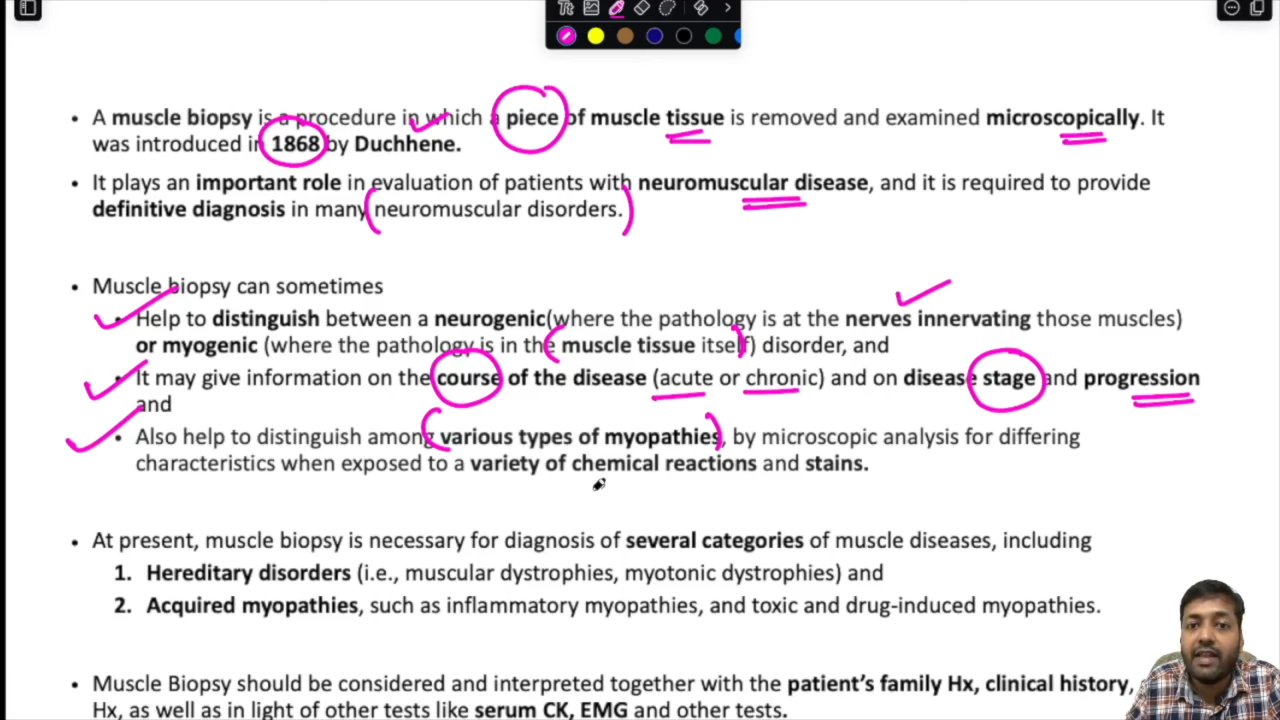 • A muscle biopsy is a procedure in which a piece of muscle tissue is removed and examined microscopically. It
was introduced in 1868 by Duchhene.
• It plays an important role in evaluation of patients with neuromuscular disease, and it is required to provide
definitive diagnosis in many neuromuscular disorders.
• Muscle biopsy can sometimes
• Help to distinguish between a neurogenic(where the pathology is at the nerves innervating those muscles)
or myogenic (where the pathology is in the muscle tissue itself) disorder, and
• It may give information on the course of the disease (acute or chronic) and on disease stage and progression
and
• Also help to distinguish among various types of myopathies, by microscopic analysis for differing
characteristics when exposed to a variety of chemical reactions and stains.
• At present, muscle biopsy is necessary for diagnosis of several categories of muscle diseases, including
1. Hereditary disorders (i.e., muscular dystrophies, myotonic dystrophies) and
2. Acquired myopathies, such as inflammatory myopathies, and toxic and drug-induced myopathies.
• Muscle Biopsy should be considered and interpreted together with the patient's family Hx, clinical history,
Hx, as well as in light of other tests like serum CK, EMG and other tests.